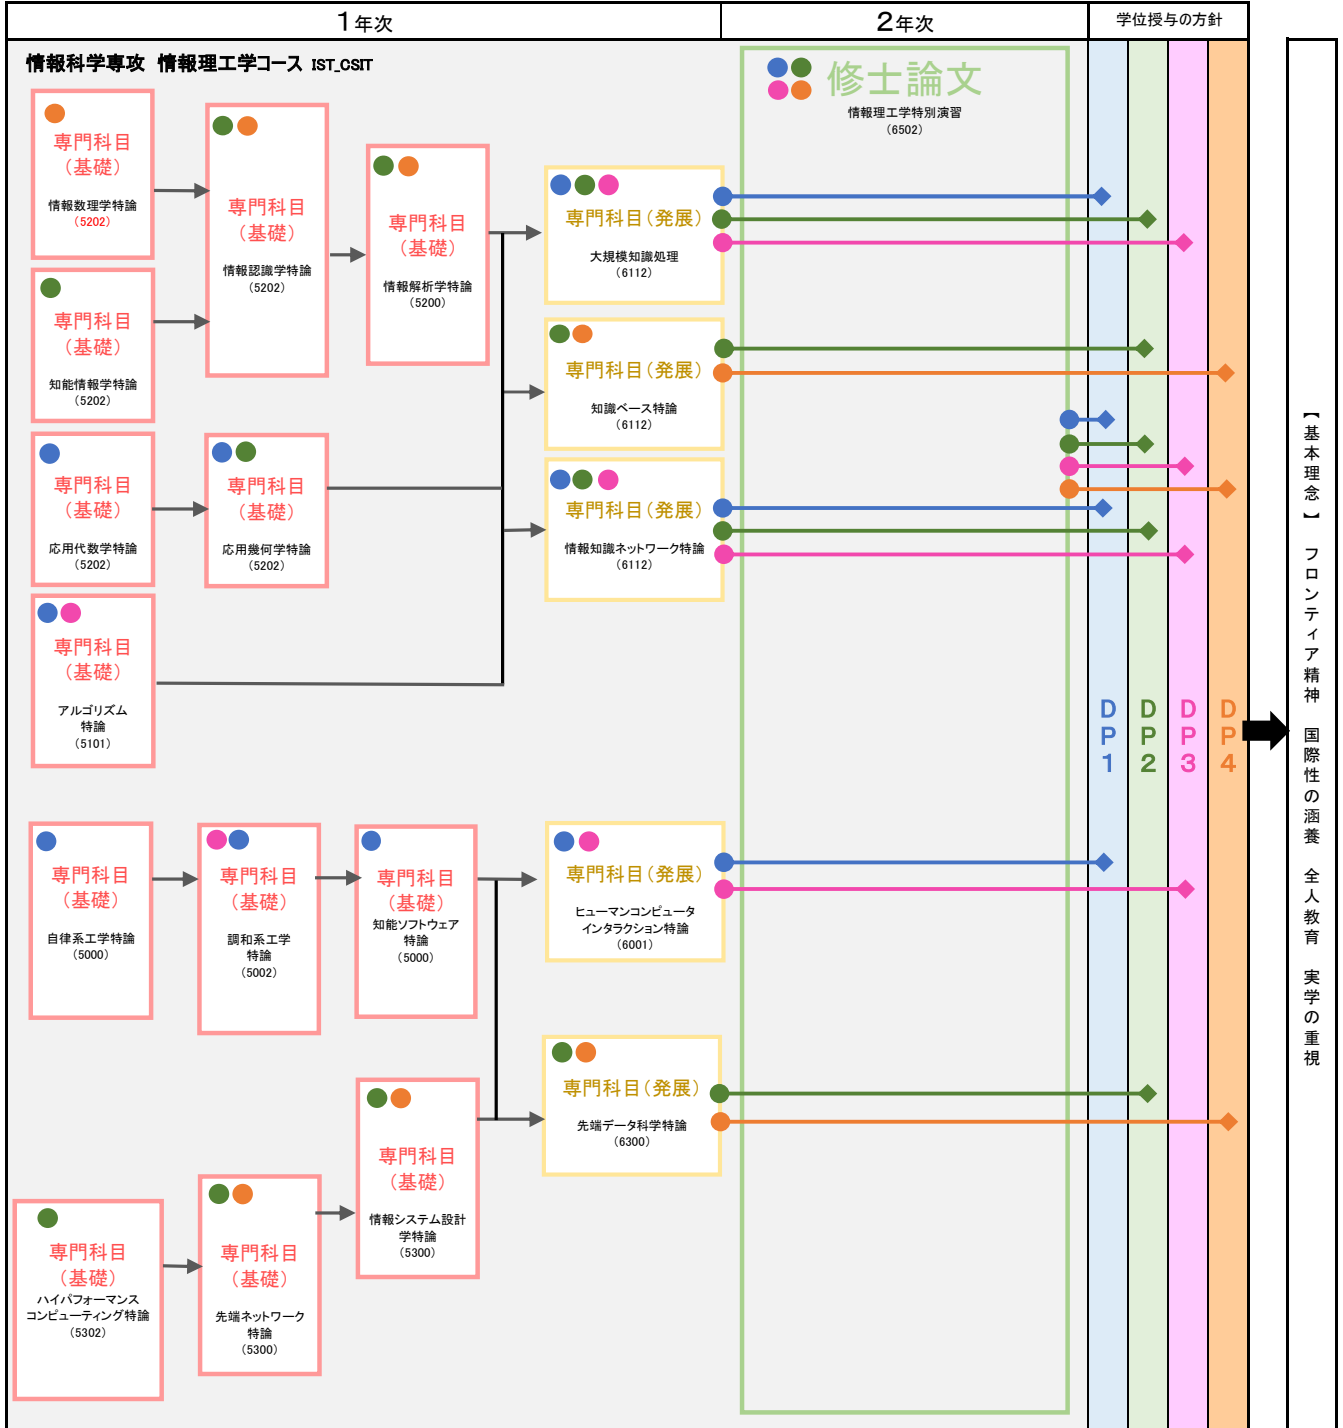 1年次
2年次
学位授与の方針
情報科学専攻 情報理工学コース IST_CSIT
修士論文
情報理工学特別演習
(6502)
専門科目
(基礎)
情報数理学特論
(5202)
専門科目
(基礎)
情報認識学特論
(5202)
専門科目
(基礎)
情報解析学特論
(5200)
専門科目(発展)
大規模知識処理
(6112)
専門科目
(基礎)
知能情報学特論
(5202)
専門科目(発展)
知識ベース特論
(6112)
専門科目
(基礎)
応用代数学特論
(5202)
専門科目
(基礎)
応用幾何学特論
(5202)
専門科目(発展)
情報知識ネットワーク特論
(6112)
専門科目
(基礎)
アルゴリズム
特論
(5101)
DP1
DP2
DP3
DP4
【基本理念】 フロンティア精神 国際性の涵養 全人教育 実学の重視
専門科目
(基礎)
自律系工学特論
(5000)
専門科目
(基礎)
調和系工学
特論
(5002)
専門科目
(基礎)
知能ソフトウェア
特論
(5000)
専門科目(発展)
ヒューマンコンピュータ
インタラクション特論
(6001)
専門科目(発展)
先端データ科学特論
(6300)
専門科目
(基礎)
情報システム設計
学特論
(5300)
専門科目
(基礎)
ハイパフォーマンス
コンピューティング特論
(5302)
専門科目
(基礎)
先端ネットワーク
特論
(5300)